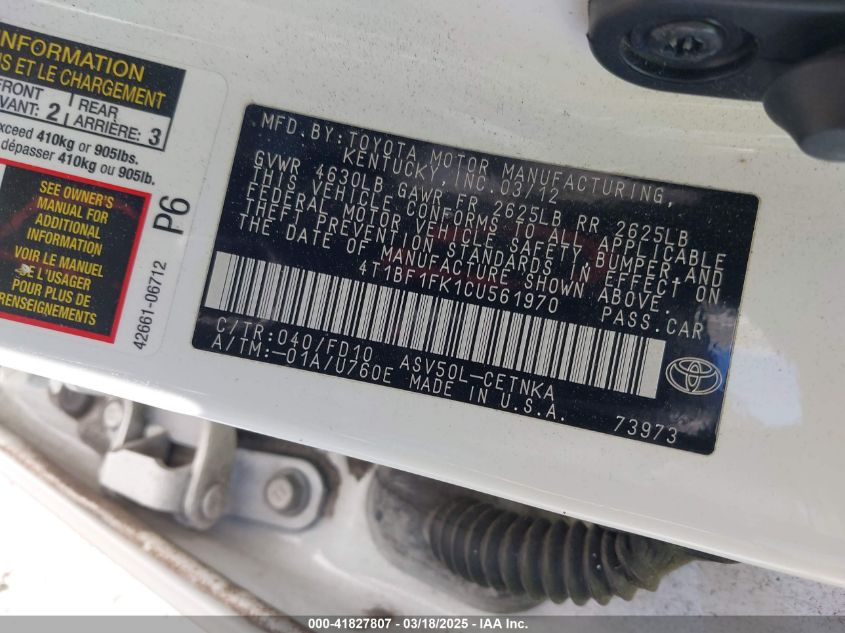 INFORMATION
S ET LE CHARGEMENT
FRONT
VANT: 2
REAR
ARRIÈRE: 3
exceed 410kg or 905lbs.
dépasser 410kg ou 905lb.
SEE OWNER'S
MANUAL FOR
ADDITIONAL
INFORMATION
VOIR LE MANUEL
DE L'USAGER
POUR PLUS DE
RENSEIGNEMENTS
42661-06712
P6
MFD.BY:TOYOTA MOTOR MANUFACTURING,
KENTUCKY, INC.03/12
GVWR 4630LB GAWR FR 2625LB RR 2625LB
THIS VEHICLE CONFORMS TO ALL APPLICABLE
FEDERAL MOTOR VEHICLE SAFETY,BUMPER AND
THEFT PREVENTION STANDARDS IN EFFECT ON
THE DATE OF MANUFACTURE SHOWN ABOVE.
4T1BF1FK1CU561970 PASS.CAR
C/TR:040/FD10 ASV50L-CETNKA
A/TM:-01A/U760E MADE IN U.S.A.
73973
000-41827807 - 03/18/2025 - IAA Inc.